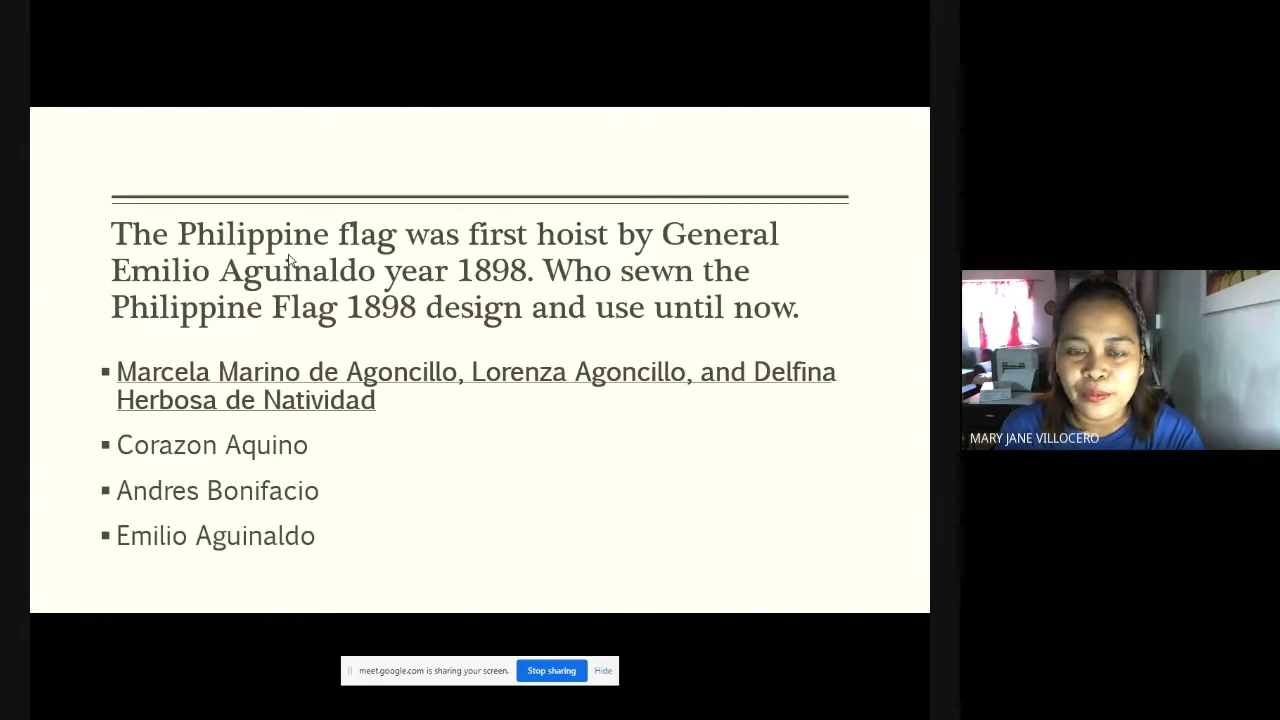 The Philippine flag was first hoist by General
Emilio Aguinaldo year 1898. Who sewn the
Philippine Flag 1898 design and use until now.
▪ Marcela Marino de Agoncillo, Lorenza Agoncillo, and Delfina
Herbosa de Natividad
▪ Corazon Aquino
▪ Andres Bonifacio
▪ Emilio Aguinaldo
MARY JANE VILLOCERO
meet.google.com is sharing your screen.
Stop sharing
Hide